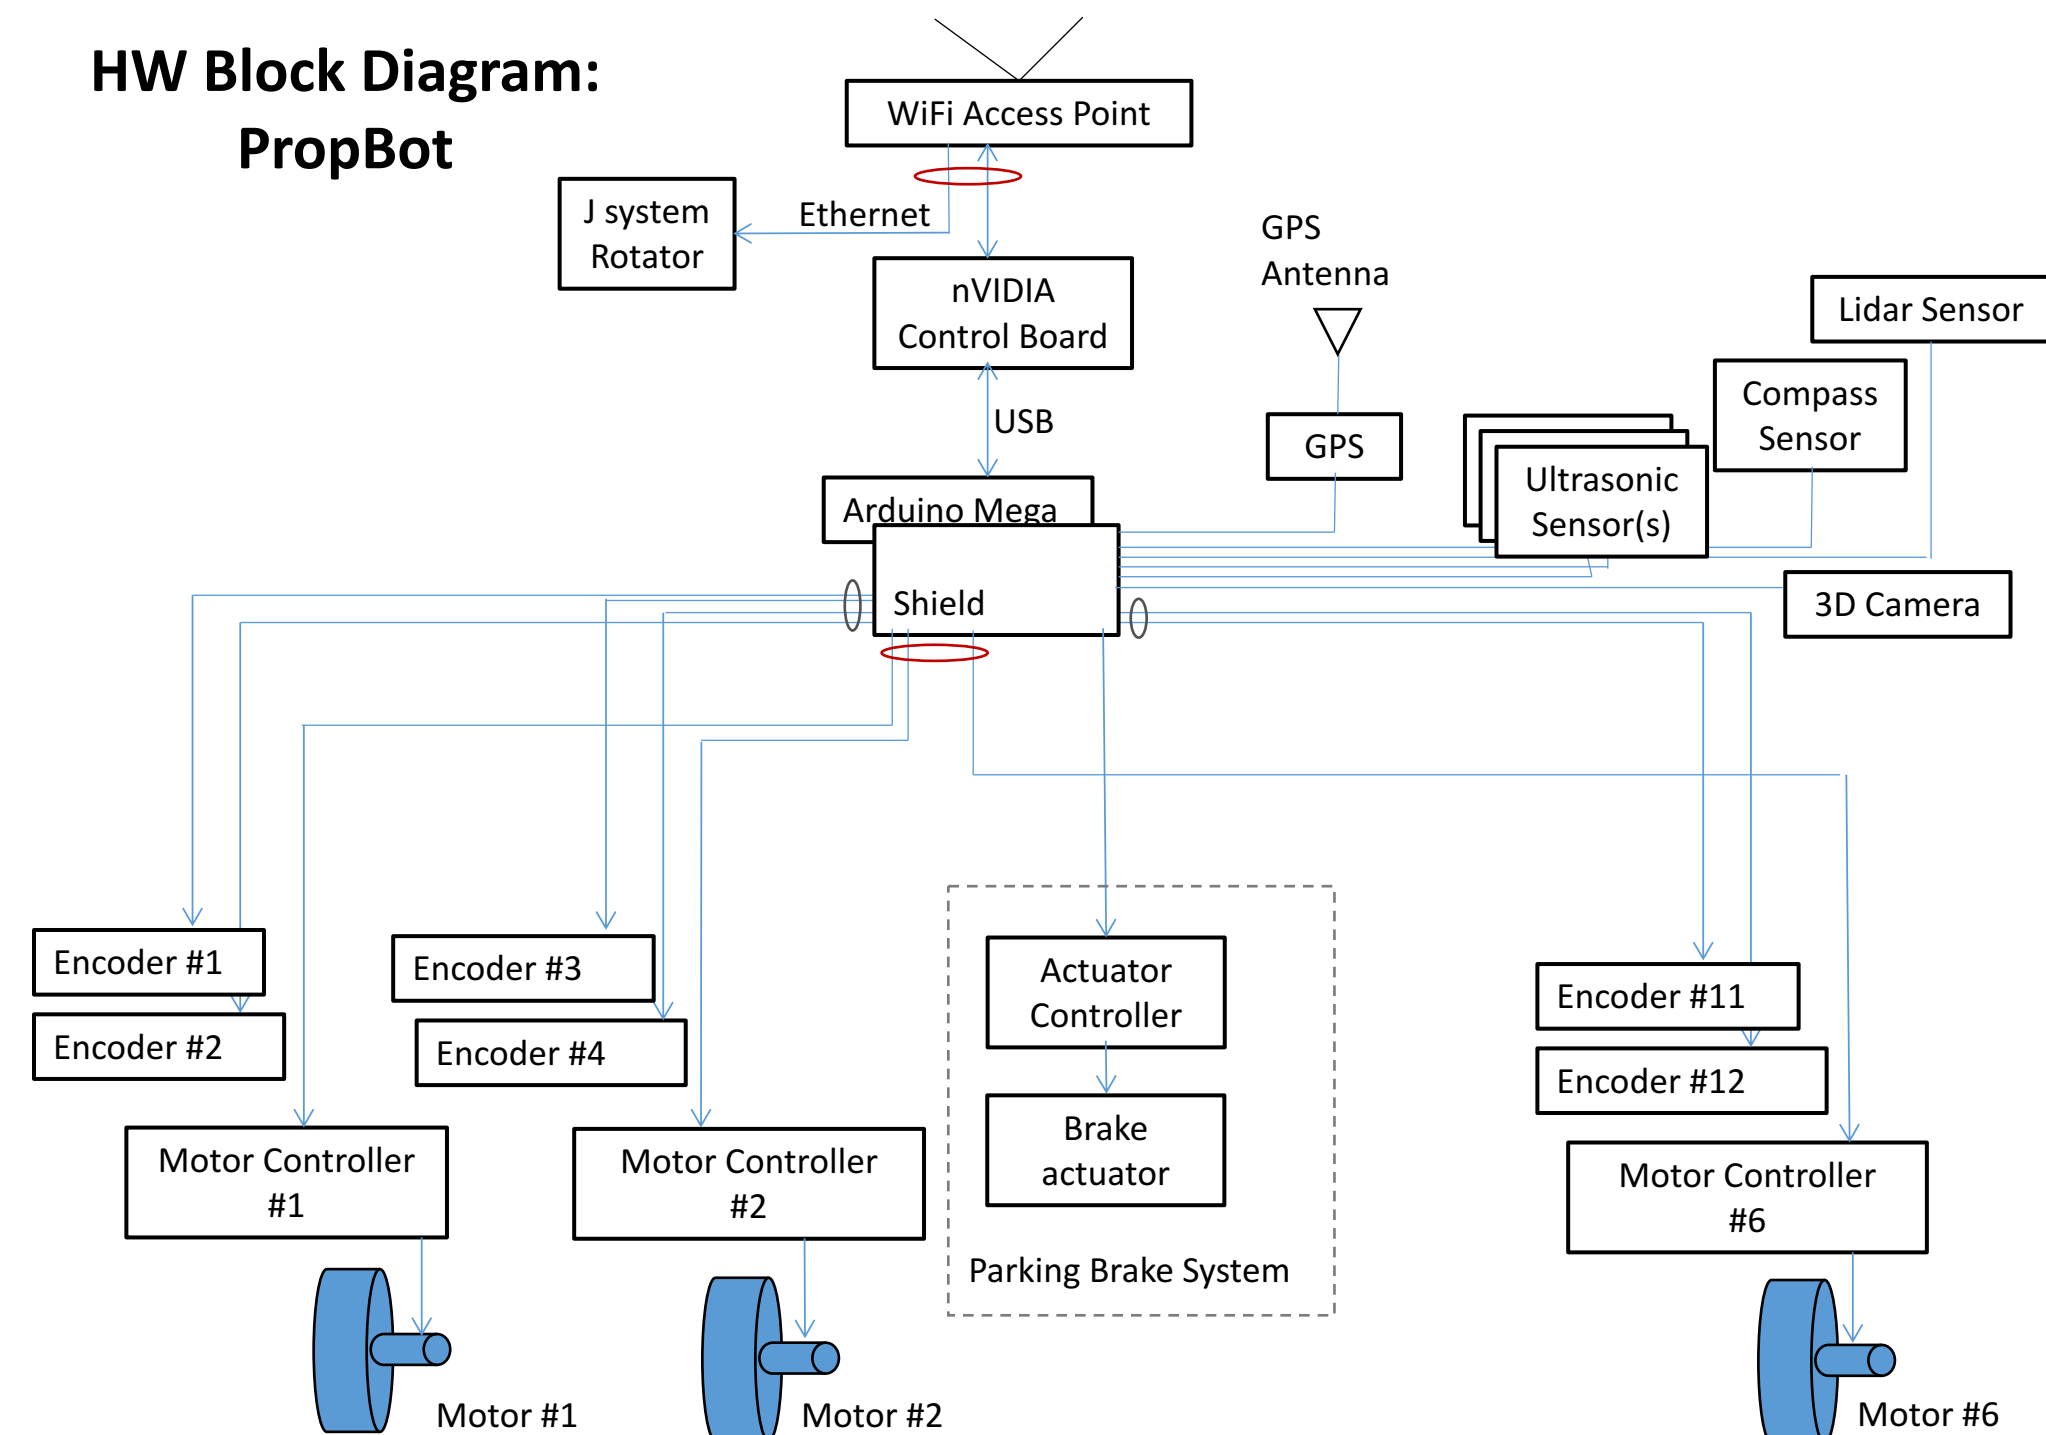 HW Block Diagram:
PropBot
WiFi Access Point
J system
Rotator
Ethernet
nVIDIA
Control Board
GPS
Antenna
Lidar Sensor
Compass
Sensor
USB
GPS
Ultrasonic
Sensor(s)
Arduino Mega
Shield
3D Camera
Encoder #1
Encoder #2
Encoder #3
Encoder #4
Actuator
Controller
Brake
actuator
Parking Brake System
Encoder #11
Encoder #12
Motor Controller
#1
Motor Controller
#2
Motor Controller
#6
Motor #1
Motor #2
Motor #6